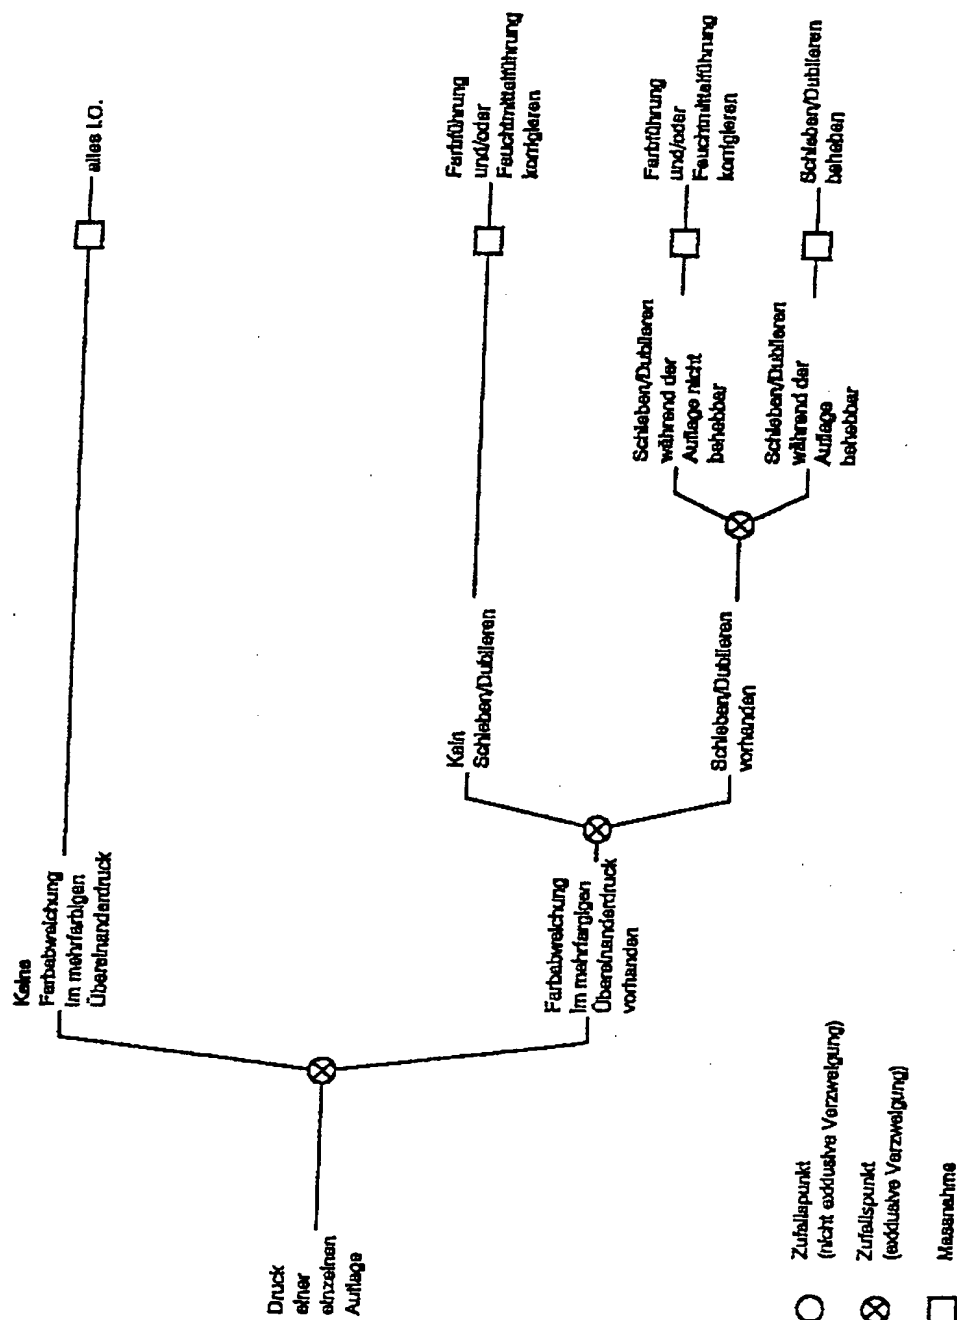 Druck
einer
einzelnen
Auflage
Keine
Farbabweichung
im mehrfarbigen
Übereinanderdruck
alles i.O.
Farbabweichung
im mehrfargigen
Übereinanderdruck
vorhanden
Kein
Schieben/Dublieren
Farbführung
und/oder
Feuchtmittelführung
korrigieren
Schieben/Dublieren
vorhanden
Schieben/Dublieren
während der
Auflage nicht
behebbar
Farbführung
und/oder
Feuchtmittelführung
korrigieren
Schieben/Dublieren
während der
Auflage
behebbar
Schieben/Dublieren
beheben
Zufallspunkt
(nicht exklusive Verzweigung)
Zufallspunkt
(exklusive Verzweigung)
Massnahme